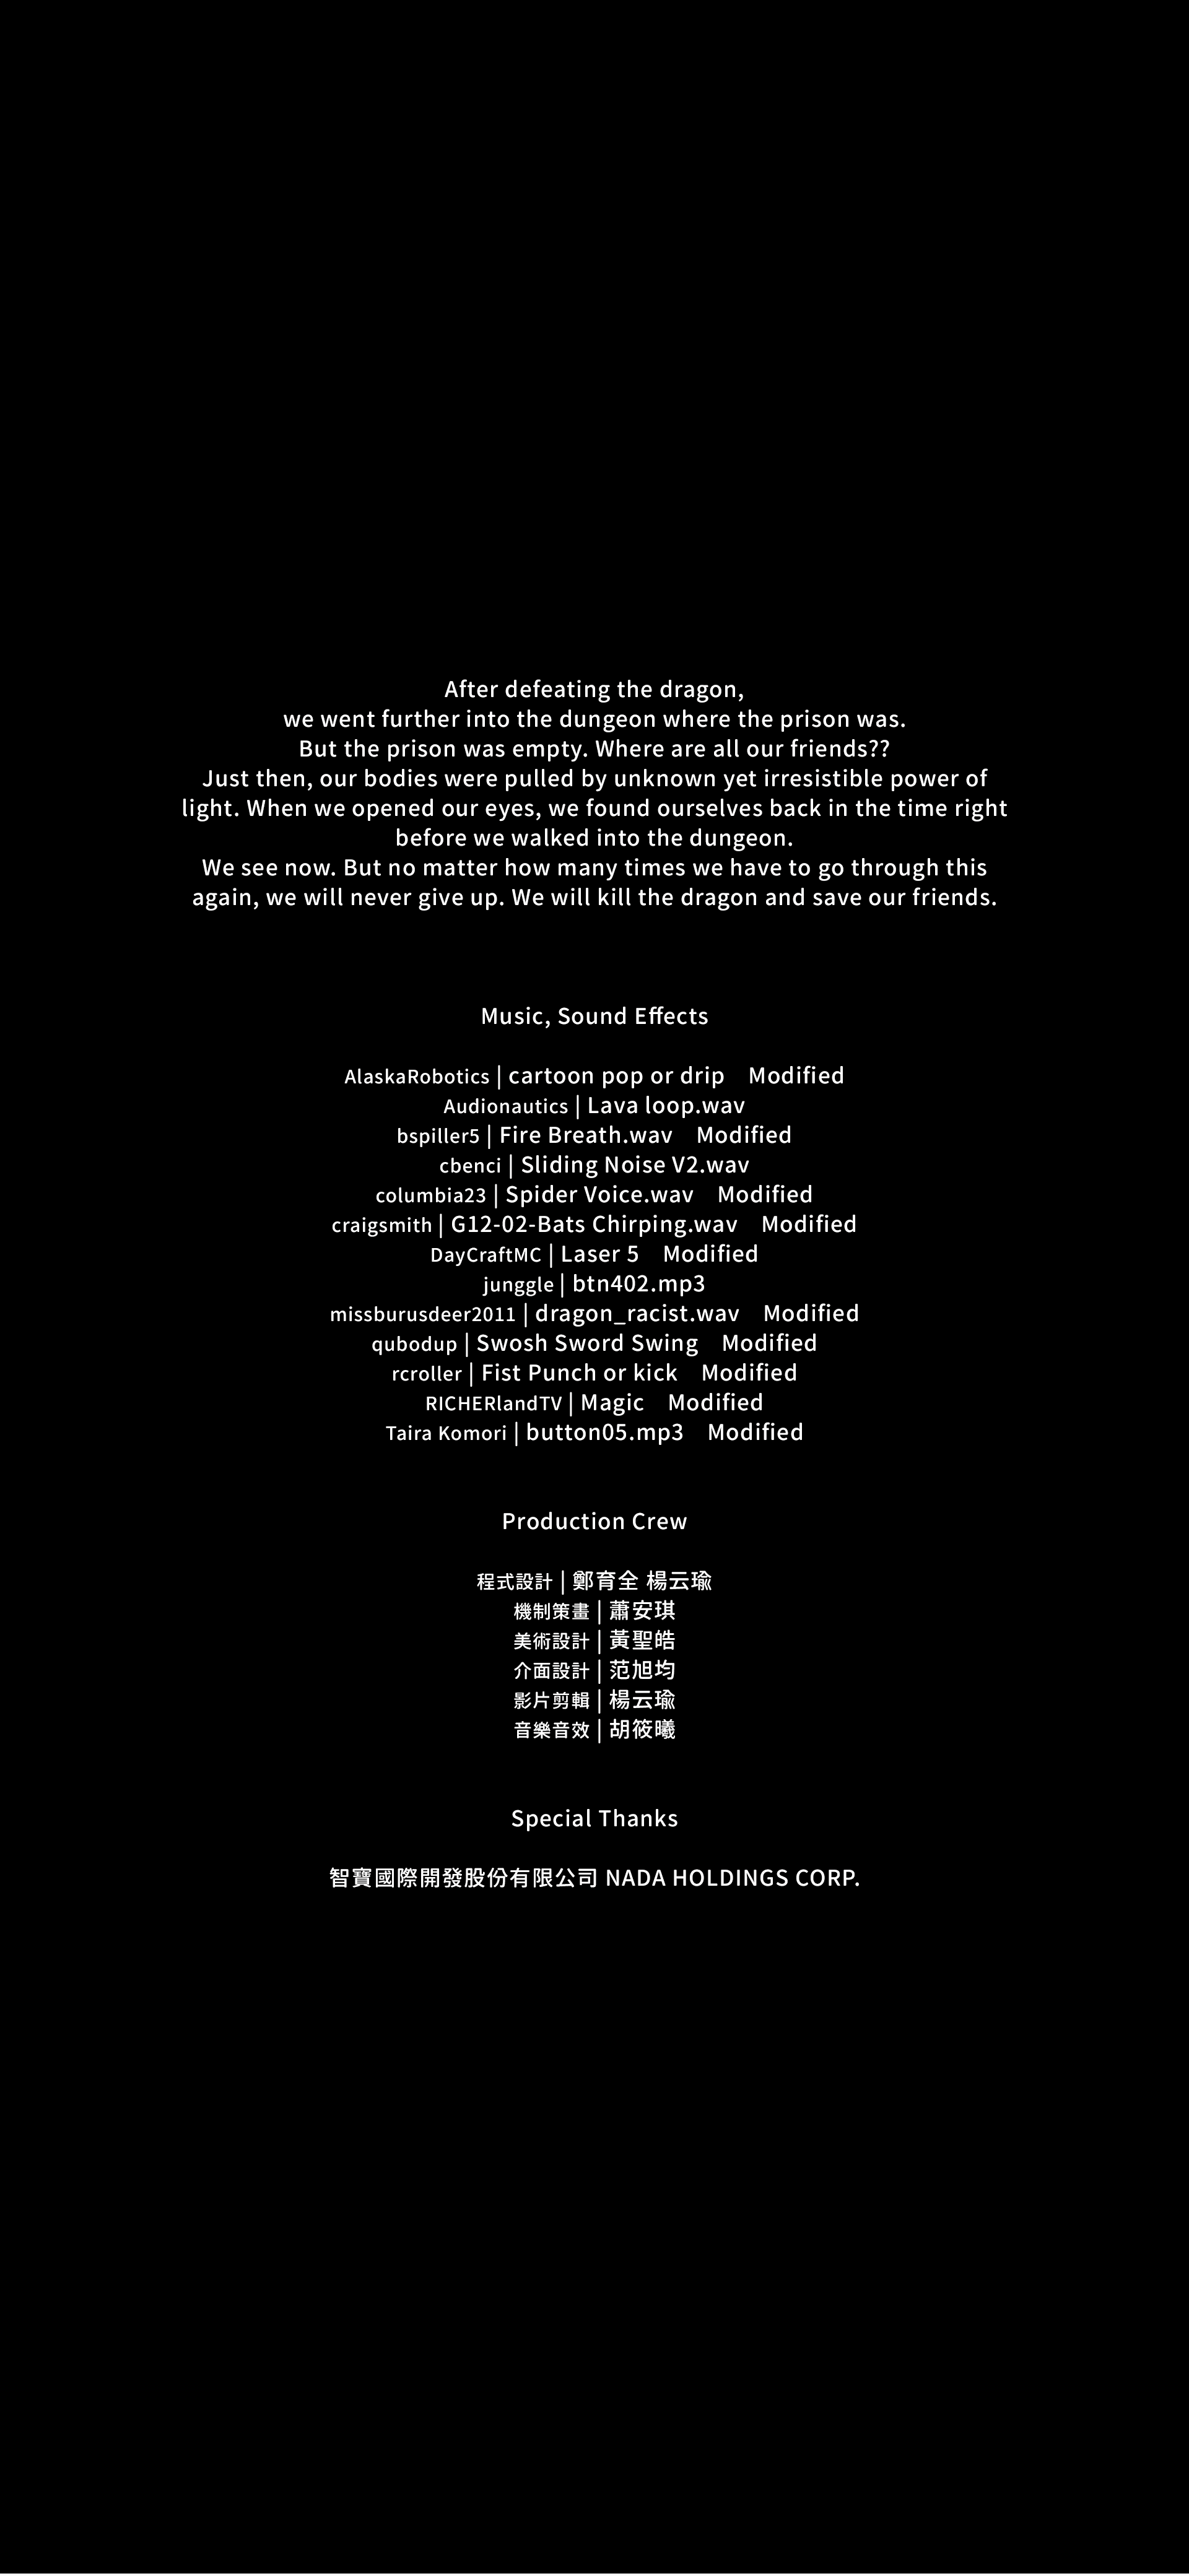 After defeating the dragon,
we went further into the dungeon where the prison was.
But the prison was empty. Where are all our friends??
Just then, our bodies were pulled by unknown yet irresistible power of
light. When we opened our eyes, we found ourselves back in the time right
before we walked into the dungeon.
We see now. But no matter how many times we have to go through this
again, we will never give up. We will kill the dragon and save our friends.
Music, Sound Effects
AlaskaRobotics | cartoon pop or drip Modified
Audionautics | Lava loop.wav
bspiller5 | Fire Breath.wav Modified
cbenci | Sliding Noise V2.wav
columbia23 | Spider Voice.wav Modified
craigsmith | G12-02-Bats Chirping.wav Modified
DayCraftMC | Laser 5 Modified
junggle | btn402.mp3
missburusdeer2011 | dragon_racist.wav Modified
qubodup | Swosh Sword Swing Modified
rcroller | Fist Punch or kick Modified
RICHERlandTV | Magic Modified
Taira Komori | button05.mp3 Modified
Production Crew
程式設計 | 鄭育全 楊云瑜
機制策畫 | 蕭安琪
美術設計 | 黃聖皓
介面設計 | 范旭均
影片剪輯 | 楊云瑜
音樂音效 | 胡筱曦
Special Thanks
智寶國際開發股份有限公司 NADA HOLDINGS CORP.